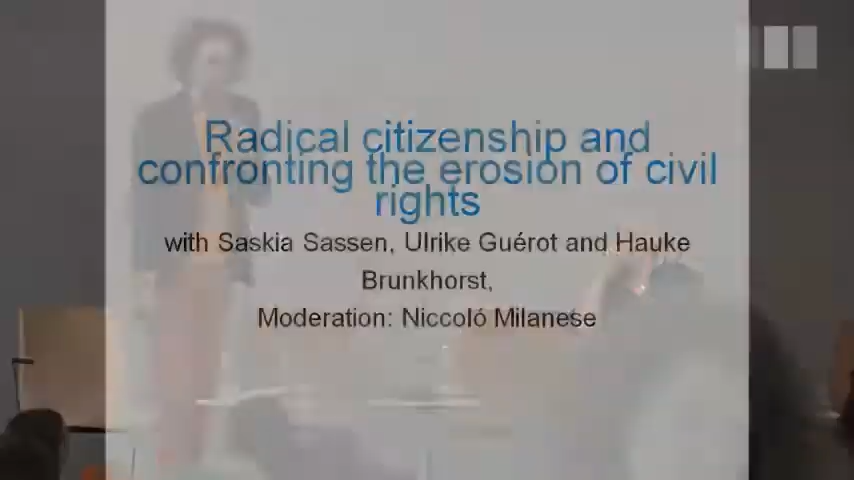 Radical citizenship and
confronting the erosion of civil
rights
with Saskia Sassen, Ulrike Guérot and Hauke
Brunkhorst,
Moderation: Niccoló Milanese